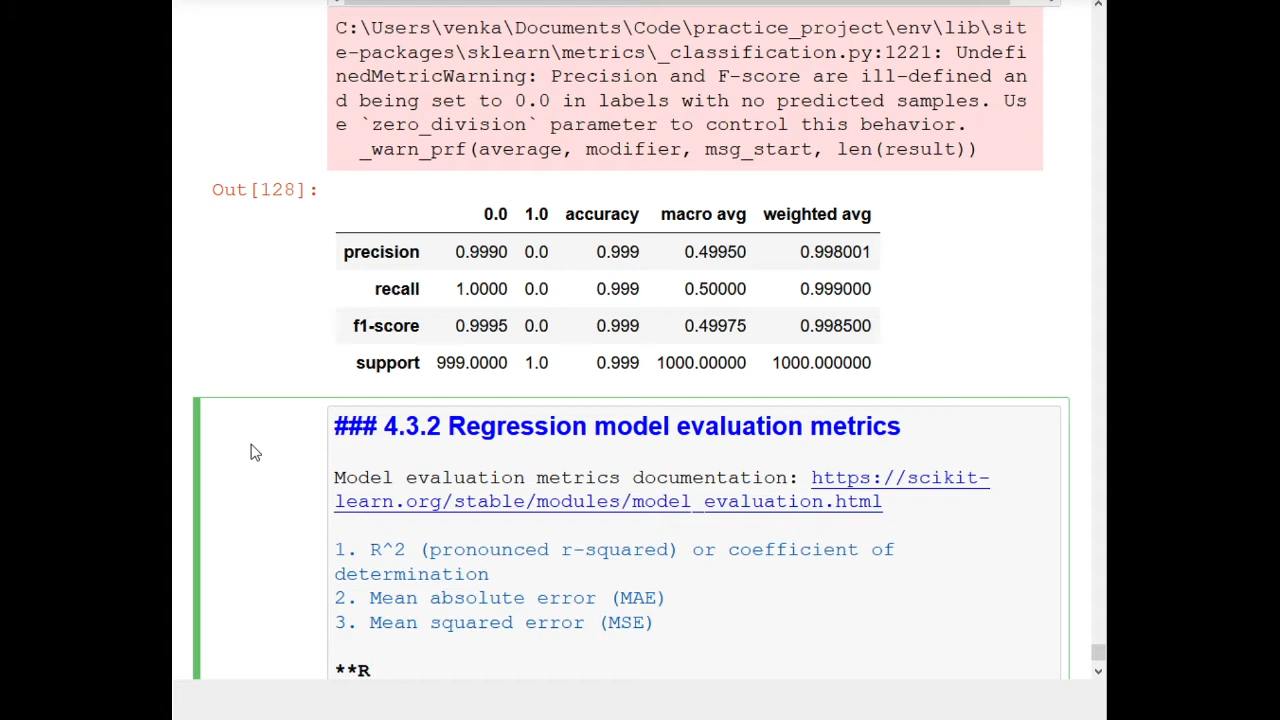 C:\Users\venka\Documents\Code\practice_project\env\lib\sit
e-packages\sklearn\metrics\_classification.py:1221: Undefi
nedMetricWarning: Precision and F-score are ill-defined an
d being set to 0.0 in labels with no predicted samples. Us
e `zero_division` parameter to control this behavior.
_warn_prf(average, modifier, msg_start, len(result))
Out[128]:
0.0 1.0 accuracy macro avg weighted avg
precision 0.9990 0.0 0.999 0.49950 0.998001
recall 1.0000 0.0 0.999 0.50000 0.999000
f1-score 0.9995 0.0 0.999 0.49975 0.998500
support 999.0000 1.0 0.999 1000.00000 1000.000000
### 4.3.2 Regression model evaluation metrics
Model evaluation metrics documentation: https://scikit-
learn.org/stable/modules/model_evaluation.html
1. R^2 (pronounced r-squared) or coefficient of
determination
2. Mean absolute error (MAE)
3. Mean squared error (MSE)
**R